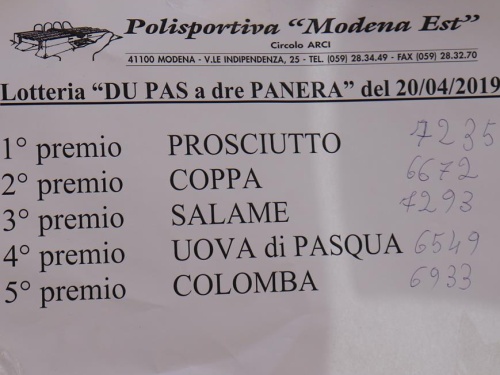 Polisportiva "Modena Est"
Circolo ARCI
41100 MODENA - V.LE INDIPENDENZA, 25 - TEL. (059) 28.34.49 - FAX (059) 28.32.70
Lotteria "DU PAS a dre PANERA" del 20/04/2019
1° premio PROSCIUTTO 7235
2° premio COPPA 6672
3° premio SALAME 7293
4° premio UOVA di PASQUA 6549
5° premio COLOMBA 6933